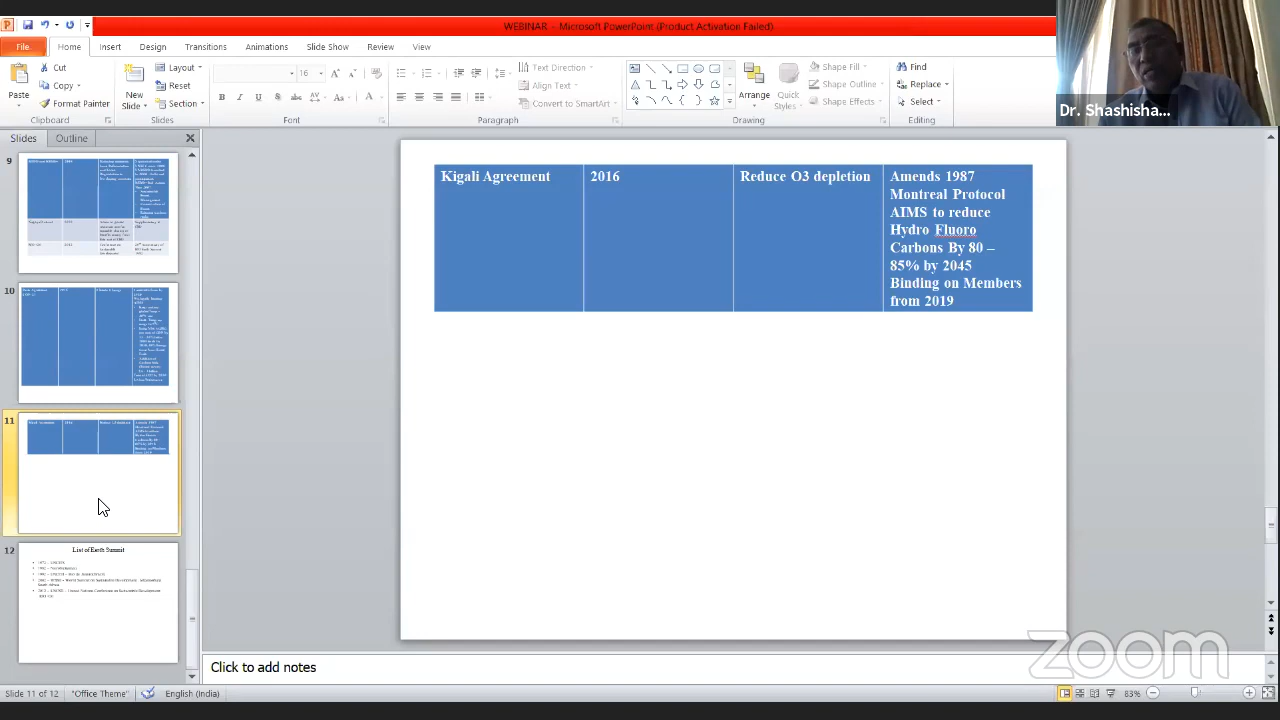 WEBINAR - Microsoft PowerPoint (Product Activation Failed)
File Home Insert Design Transitions Animations Slide Show Review View
Cut
Copy
Format Painter
Paste
Clipboard
New
Slide
Layout
Reset
Section
Slides
16
Font
Text Direction
Align Text
Convert to SmartArt
Paragraph
Arrange
Quick
Styles
Shape Fill
Shape Outline
Shape Effects
Drawing
Find
Replace
Select
Editing
Dr. Shashisha...
Slides Outline
9
10
11
12
List of Earth Summit
Kigali Agreement
2016
Reduce O3 depletion
Amends 1987
Montreal Protocol
AIMS to reduce
Hydro Fluoro
Carbons By 80 –
85% by 2045
Binding on Members
from 2019
zoom
Click to add notes
Slide 11 of 12 "Office Theme" English (India) 83%